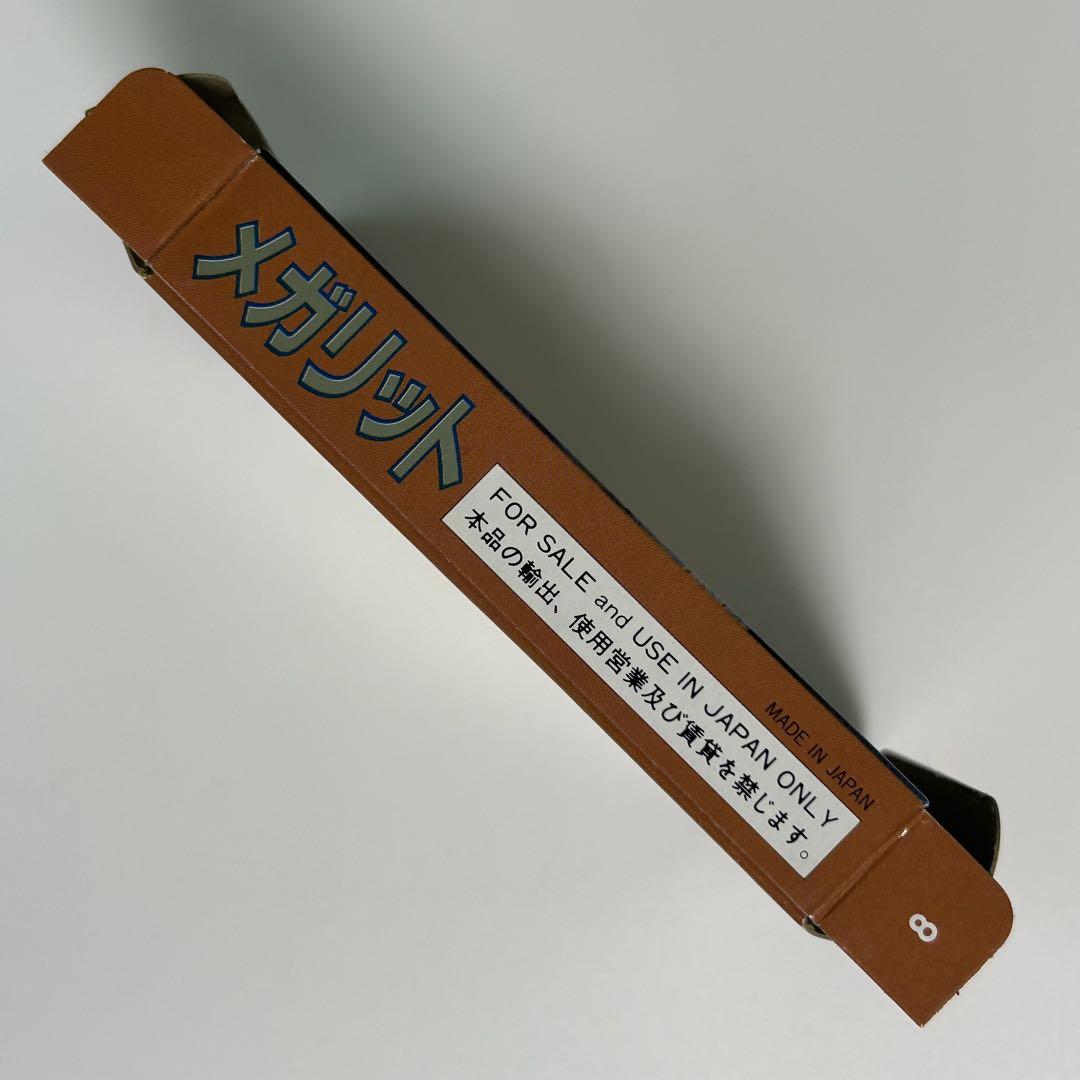 メガリット
FOR SALE and USE IN JAPAN ONLY
本品の輸出、使用営業及び賃貸を禁じます。
MADE IN JAPAN
8